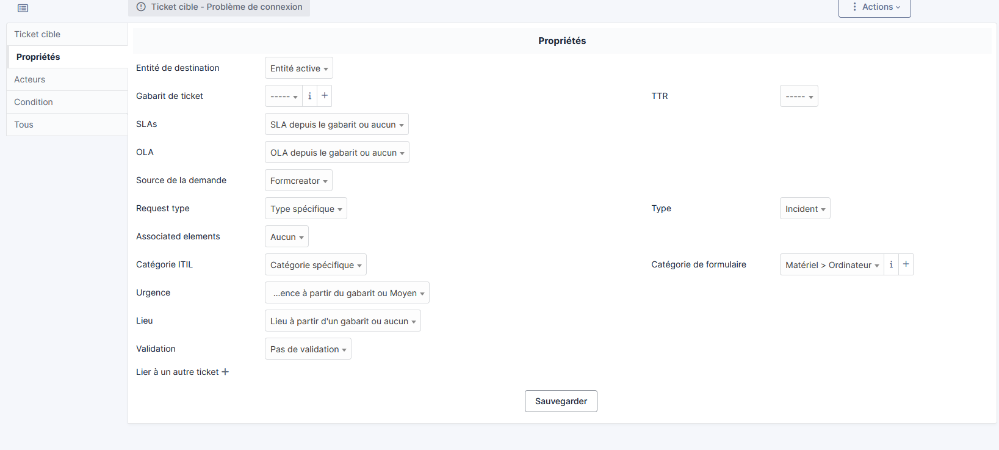 Ticket cible - Problème de connexion
Actions
Ticket cible
Propriétés
Acteurs
Condition
Tous
Propriétés
Entité de destination Entité active
Gabarit de ticket ----- i + TTR -----
SLAs SLA depuis le gabarit ou aucun
OLA OLA depuis le gabarit ou aucun
Source de la demande Formcreator
Request type Type spécifique Type Incident
Associated elements Aucun
Catégorie ITIL Catégorie spécifique Catégorie de formulaire Matériel > Ordinateur i +
Urgence ...ence à partir du gabarit ou Moyen
Lieu Lieu à partir d'un gabarit ou aucun
Validation Pas de validation
Lier à un autre ticket +
Sauvegarder